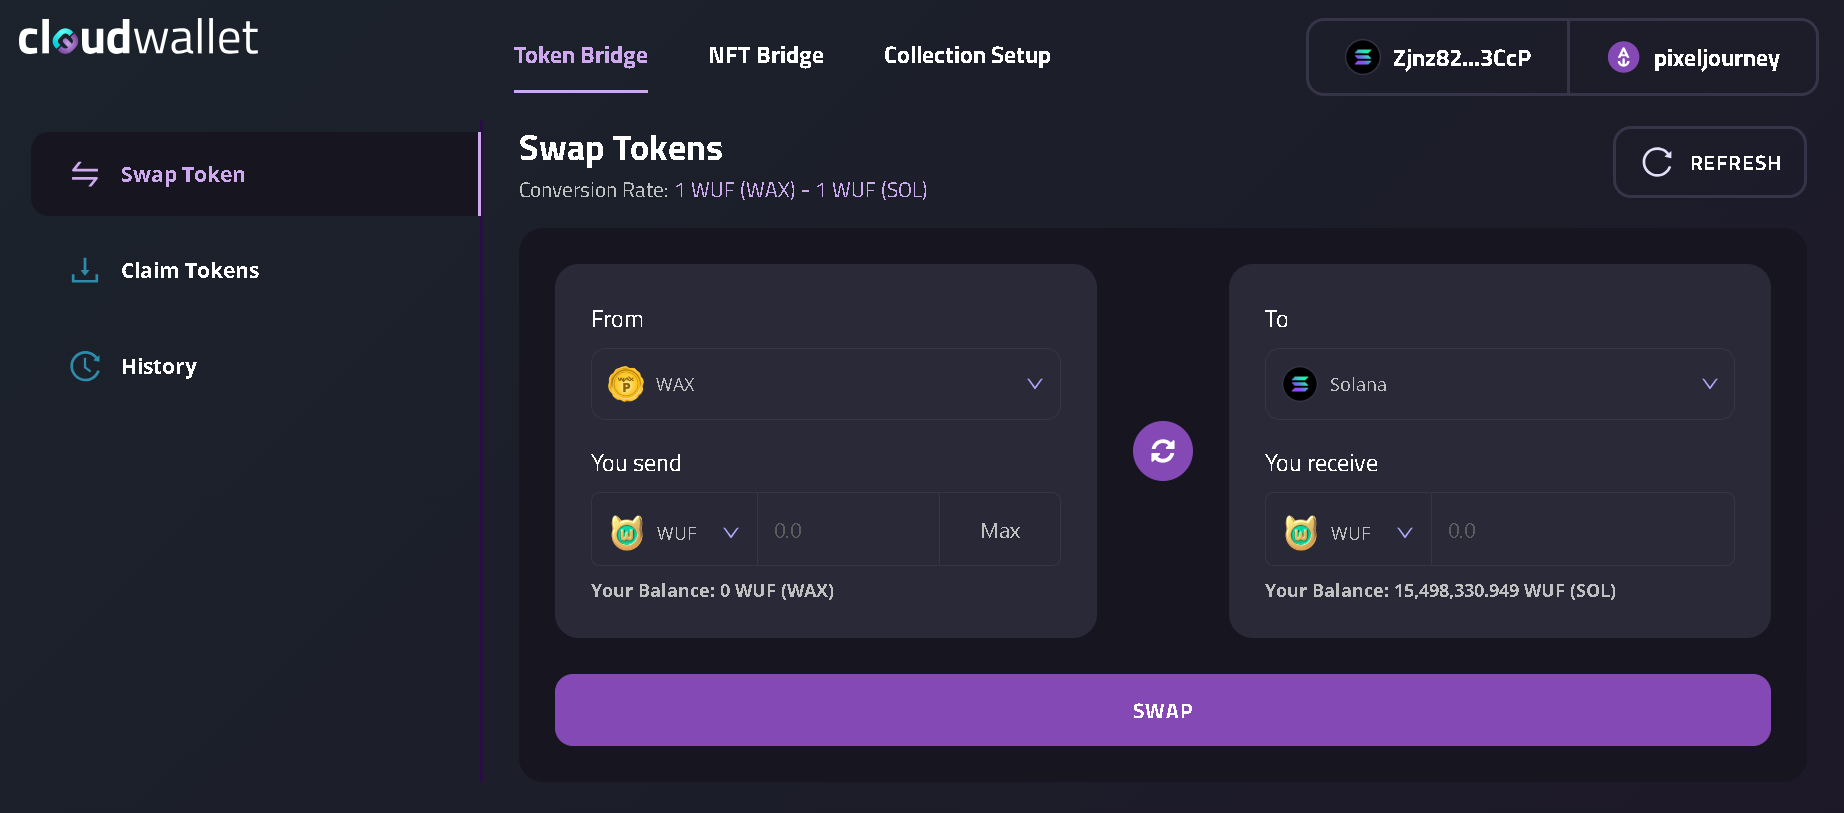 cloudwallet
Token Bridge
NFT Bridge
Collection Setup
Zjnz82...3CcP
pixeljourney
Swap Token
Claim Tokens
History
Swap Tokens
Conversion Rate: 1 WUF (WAX) - 1 WUF (SOL)
REFRESH
From
WAX
You send
WUF
0.0
Max
Your Balance: 0 WUF (WAX)
To
Solana
You receive
WUF
0.0
Your Balance: 15,498,330.949 WUF (SOL)
SWAP